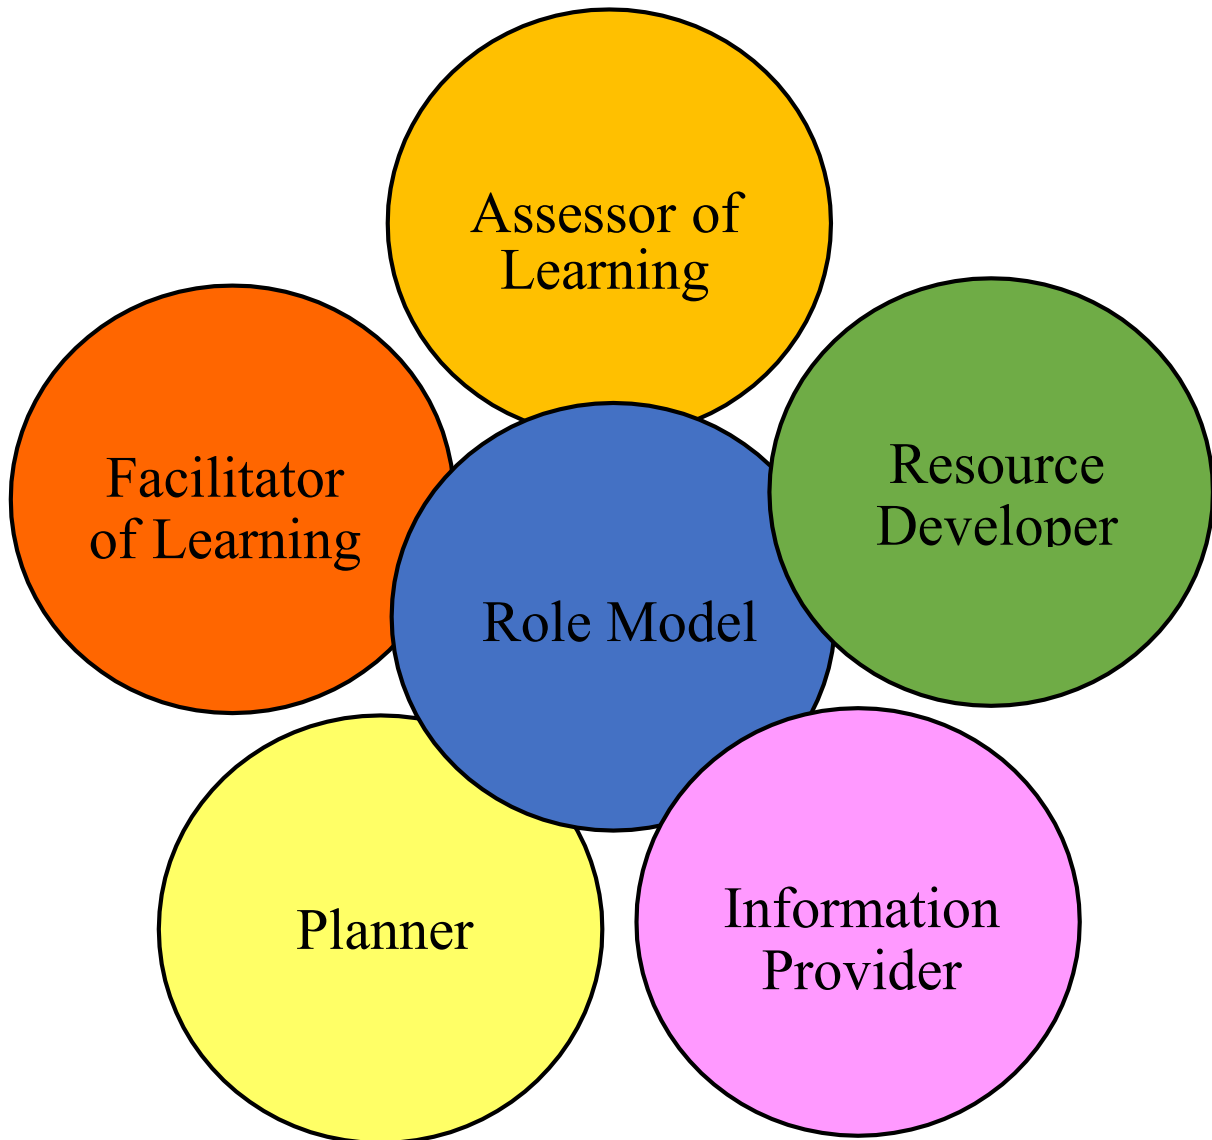 Assessor of
Learning
Facilitator
of Learning
Resource
Developer
Role Model
Planner
Information
Provider